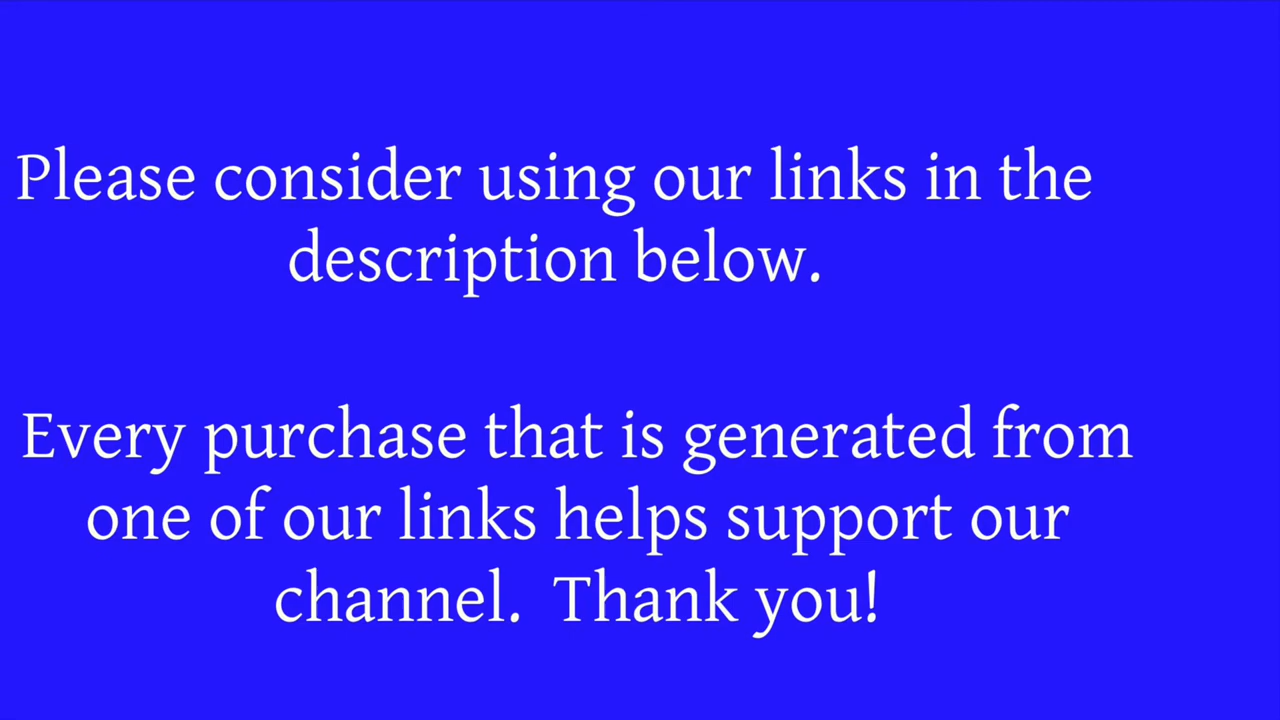 Please consider using our links in the
description below.
Every purchase that is generated from
one of our links helps support our
channel.  Thank you!